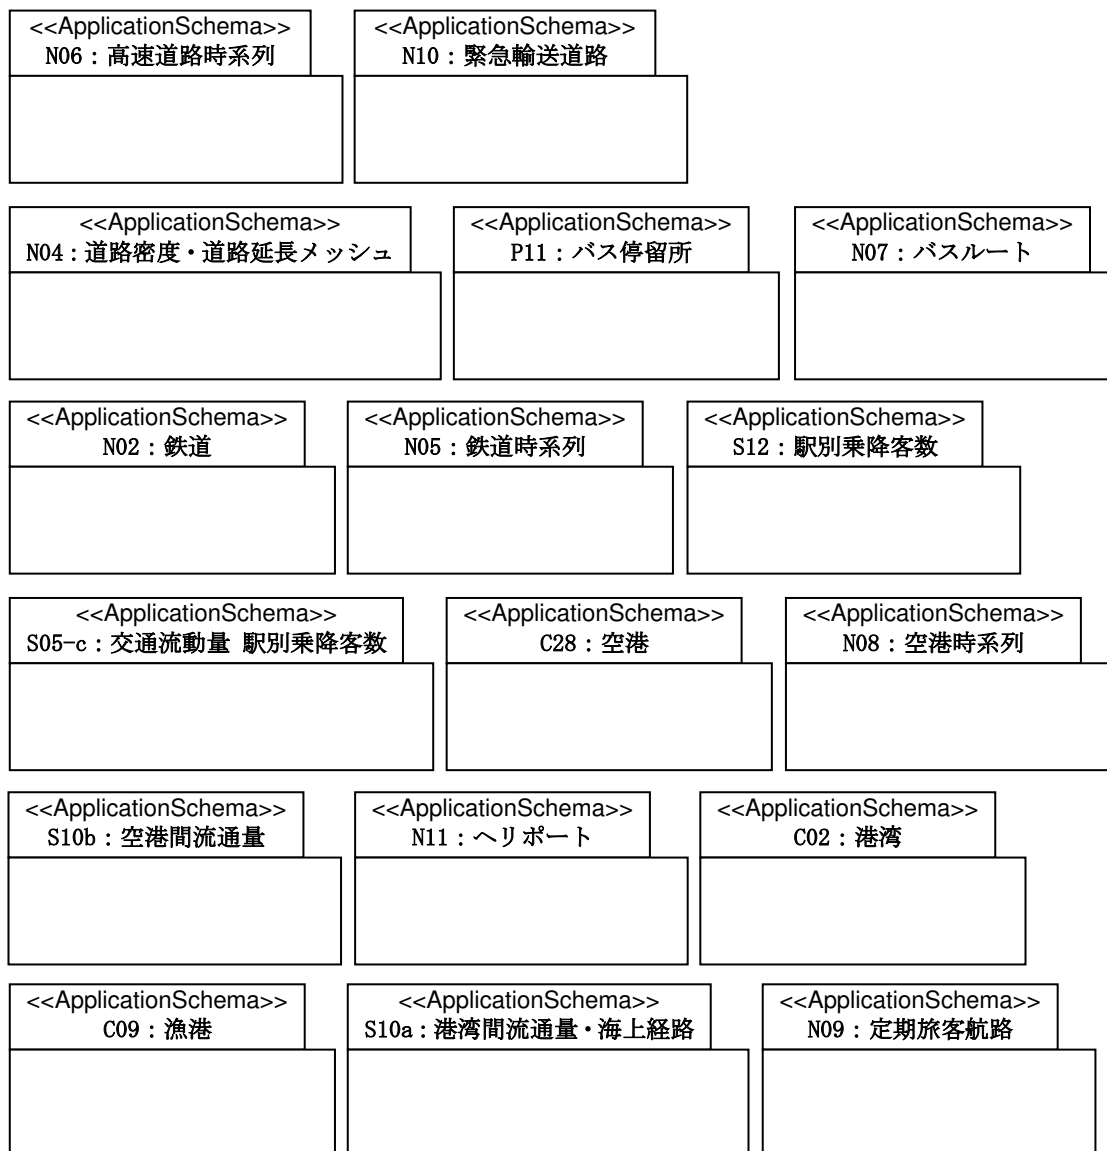 <<ApplicationSchema>>
N06：高速道路時系列
<<ApplicationSchema>>
N10：緊急輸送道路
<<ApplicationSchema>>
N04：道路密度・道路延長メッシュ
<<ApplicationSchema>>
P11：バス停留所
<<ApplicationSchema>>
N07：バスルート
<<ApplicationSchema>>
N02：鉄道
<<ApplicationSchema>>
N05：鉄道時系列
<<ApplicationSchema>>
S12：駅別乗降客数
<<ApplicationSchema>>
S05-c：交通流動量 駅別乗降客数
<<ApplicationSchema>>
C28：空港
<<ApplicationSchema>>
N08：空港時系列
<<ApplicationSchema>>
S10b：空港間流通量
<<ApplicationSchema>>
N11：ヘリポート
<<ApplicationSchema>>
C02：港湾
<<ApplicationSchema>>
C09：漁港
<<ApplicationSchema>>
S10a：港湾間流通量・海上経路
<<ApplicationSchema>>
N09：定期旅客航路